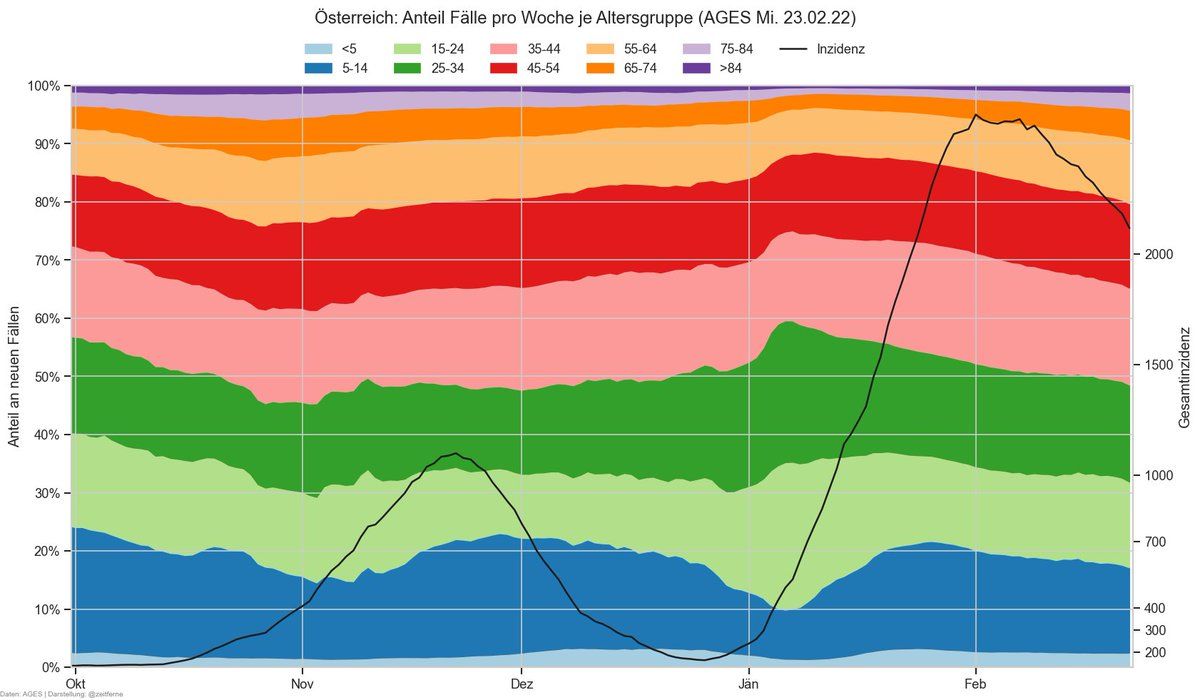 Österreich: Anteil Fälle pro Woche je Altersgruppe (AGES Mi. 23.02.22)
<5 15-24 35-44 55-64 75-84 Inzidenz
5-14 25-34 45-54 65-74 >84
100%
90%
80%
70%
60%
50%
40%
30%
20%
10%
0%
Anteil an neuen Fällen
2000
1500
1000
700
400
300
200
Gesamtinzidenz
Okt Nov Dez Jän Feb
Daten: AGES | Darstellung: @zeitferne